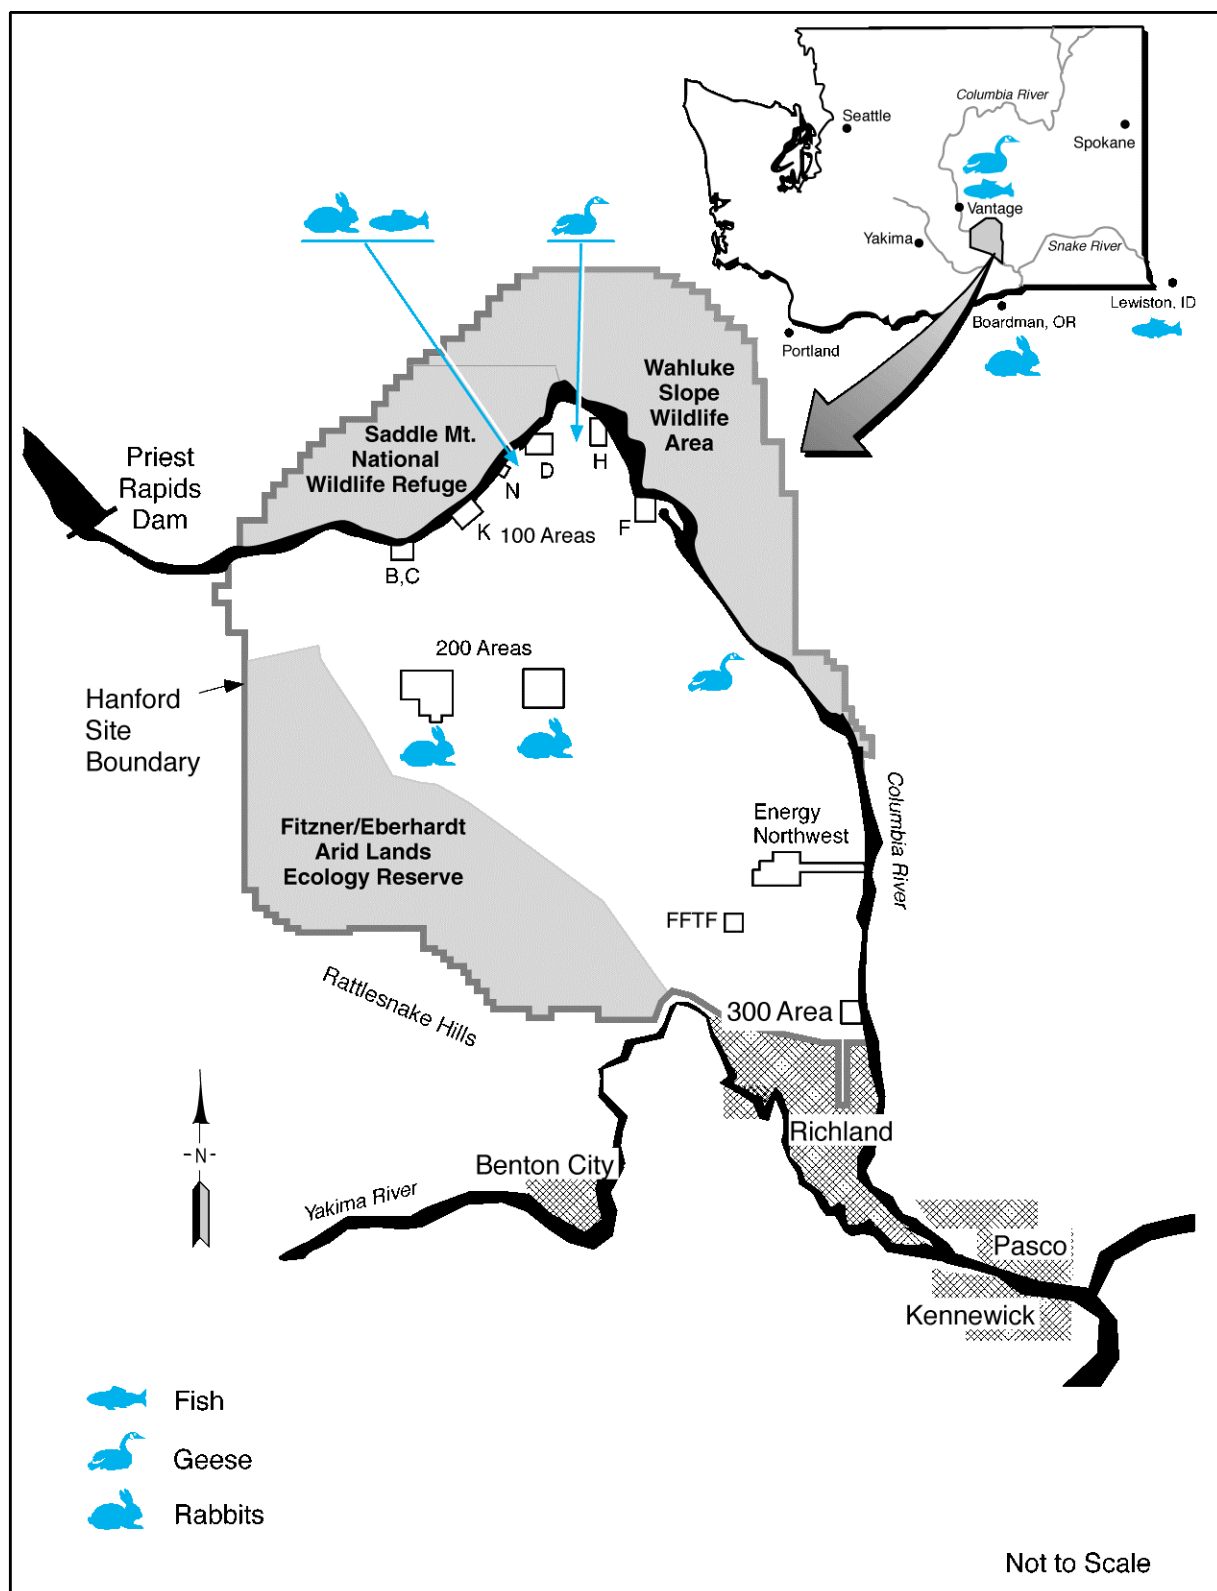 Columbia River
Seattle
Spokane
Vantage
Yakima
Snake River
Lewiston, ID
Boardman, OR
Portland
Wahluke
Slope
Wildlife
Area
Saddle Mt.
National
Wildlife Refuge
Priest
Rapids
Dam
D
H
N
K
100 Areas
F
B,C
200 Areas
Hanford
Site
Boundary
Columbia River
Energy
Northwest
Fitzner/Eberhardt
Arid Lands
Ecology Reserve
FFTF
Rattlesnake Hills
300 Area
-N-
Richland
Benton City
Yakima River
Pasco
Kennewick
Fish
Geese
Rabbits
Not to Scale